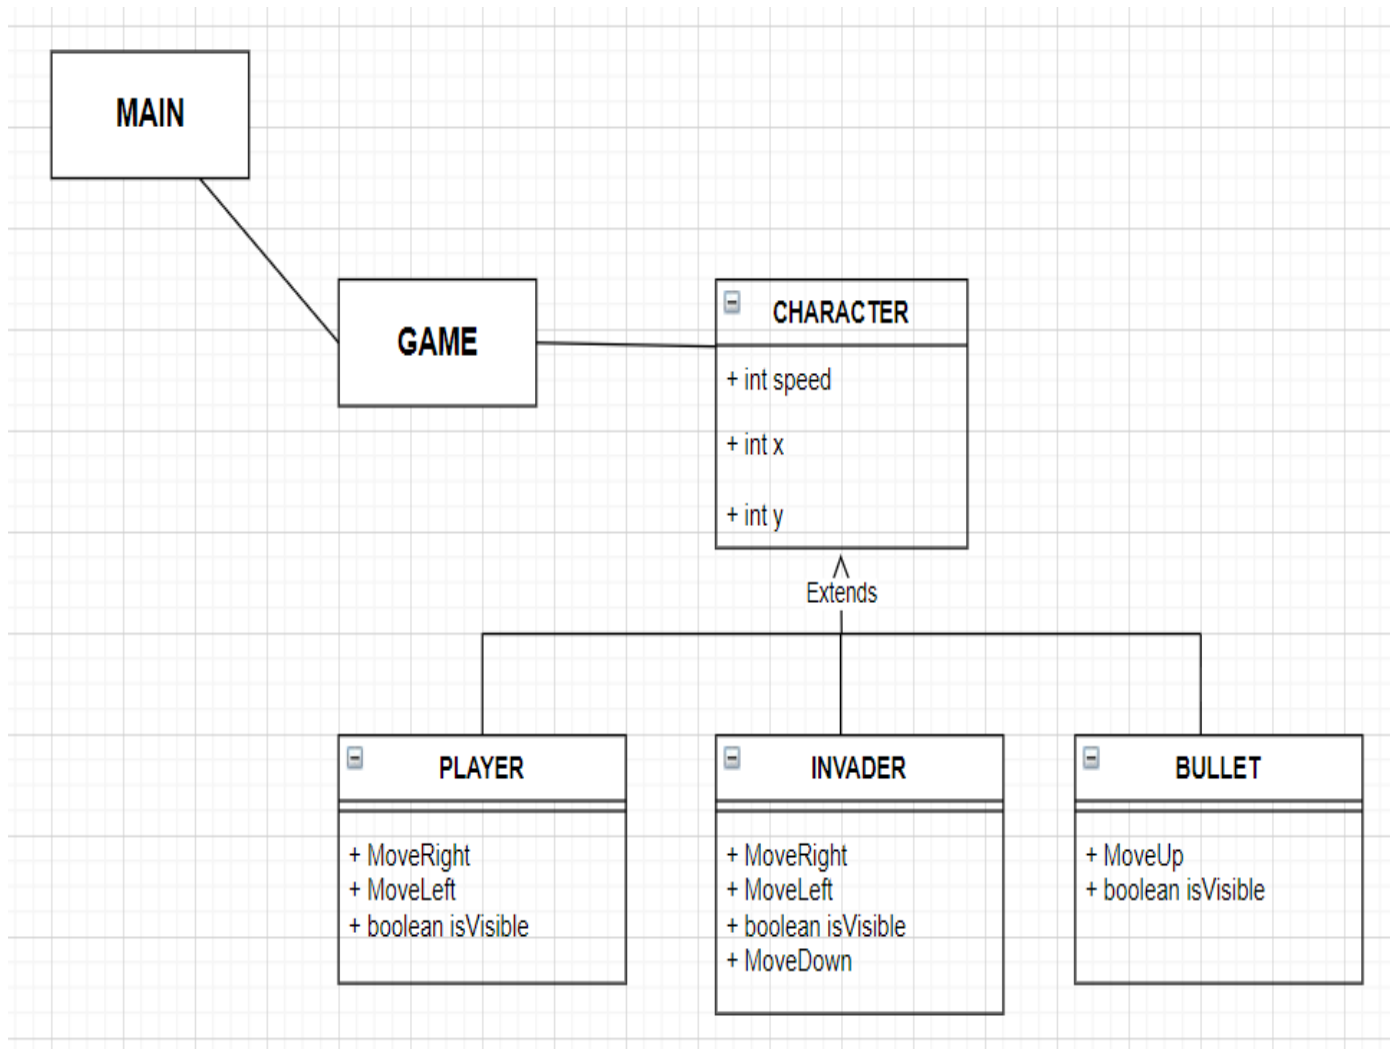 MAIN
GAME
CHARACTER
+ int speed
+ int x
+ int y
Extends
PLAYER
+ MoveRight
+ MoveLeft
+ boolean isVisible
INVADER
+ MoveRight
+ MoveLeft
+ boolean isVisible
+ MoveDown
BULLET
+ MoveUp
+ boolean isVisible